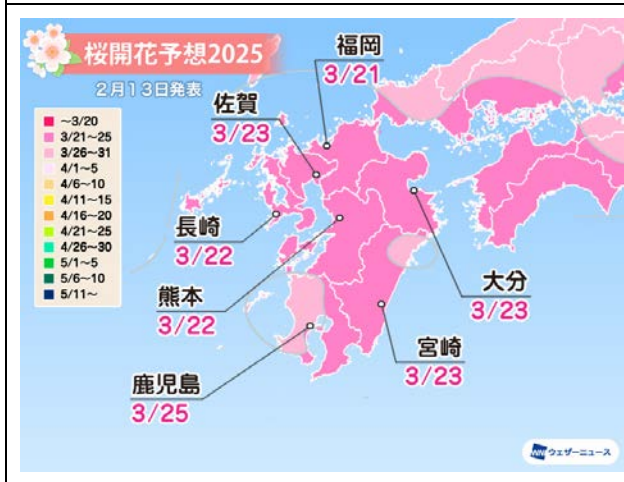 桜開花予想2025
2月13日発表
~3/20
3/21~25
3/26~31
4/1~5
4/6~10
4/11~15
4/16~20
4/21~25
4/26~30
5/1~5
5/6~10
5/11~
福岡
3/21
佐賀
3/23
長崎
3/22
熊本
3/22
鹿児島
3/25
大分
3/23
宮崎
3/23
WN ウェザーニュース